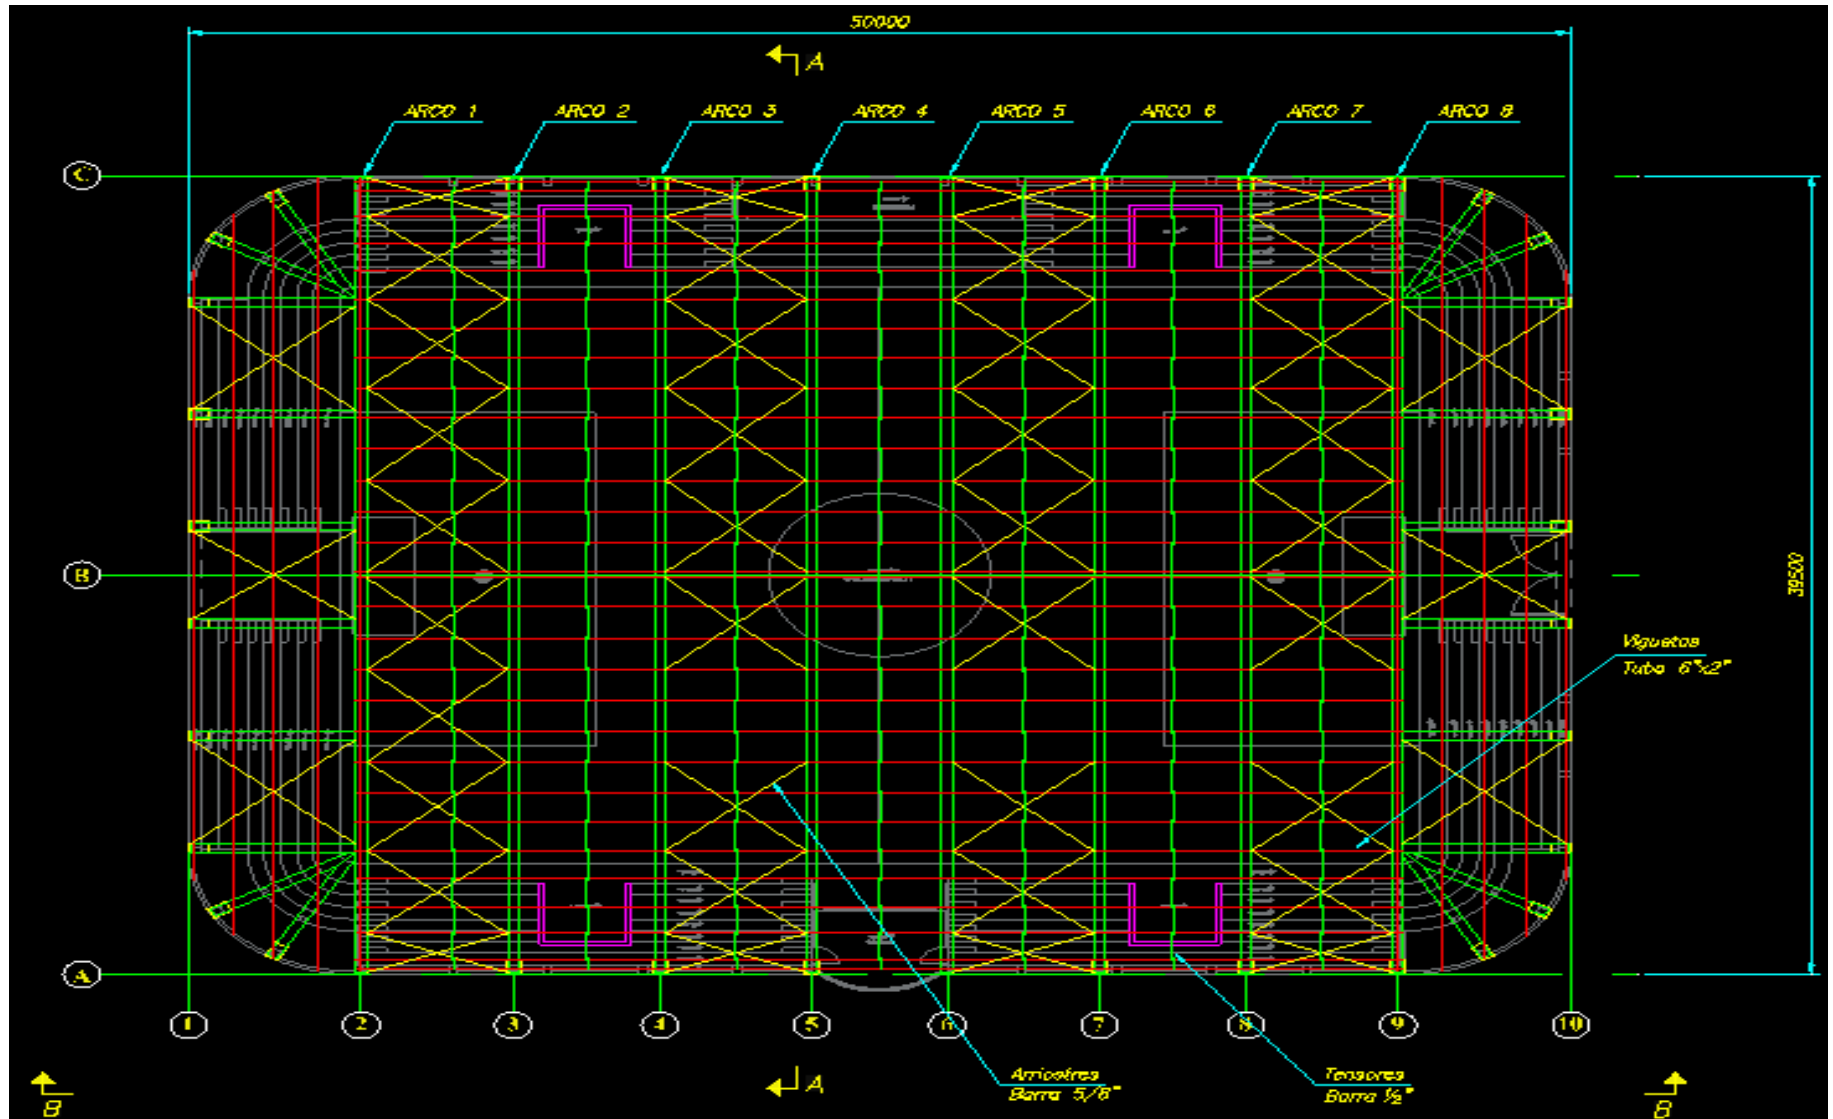 50000
A
ARCO 1
ARCO 2
ARCO 3
ARCO 4
ARCO 5
ARCO 6
ARCO 7
ARCO 8
C
B
39500
Viguetas
Tubo 6"x2"
A
1
2
3
4
5
6
7
8
9
10
B
A
Arriostres
Barra 5/8"
Tensores
Barra ½"
B